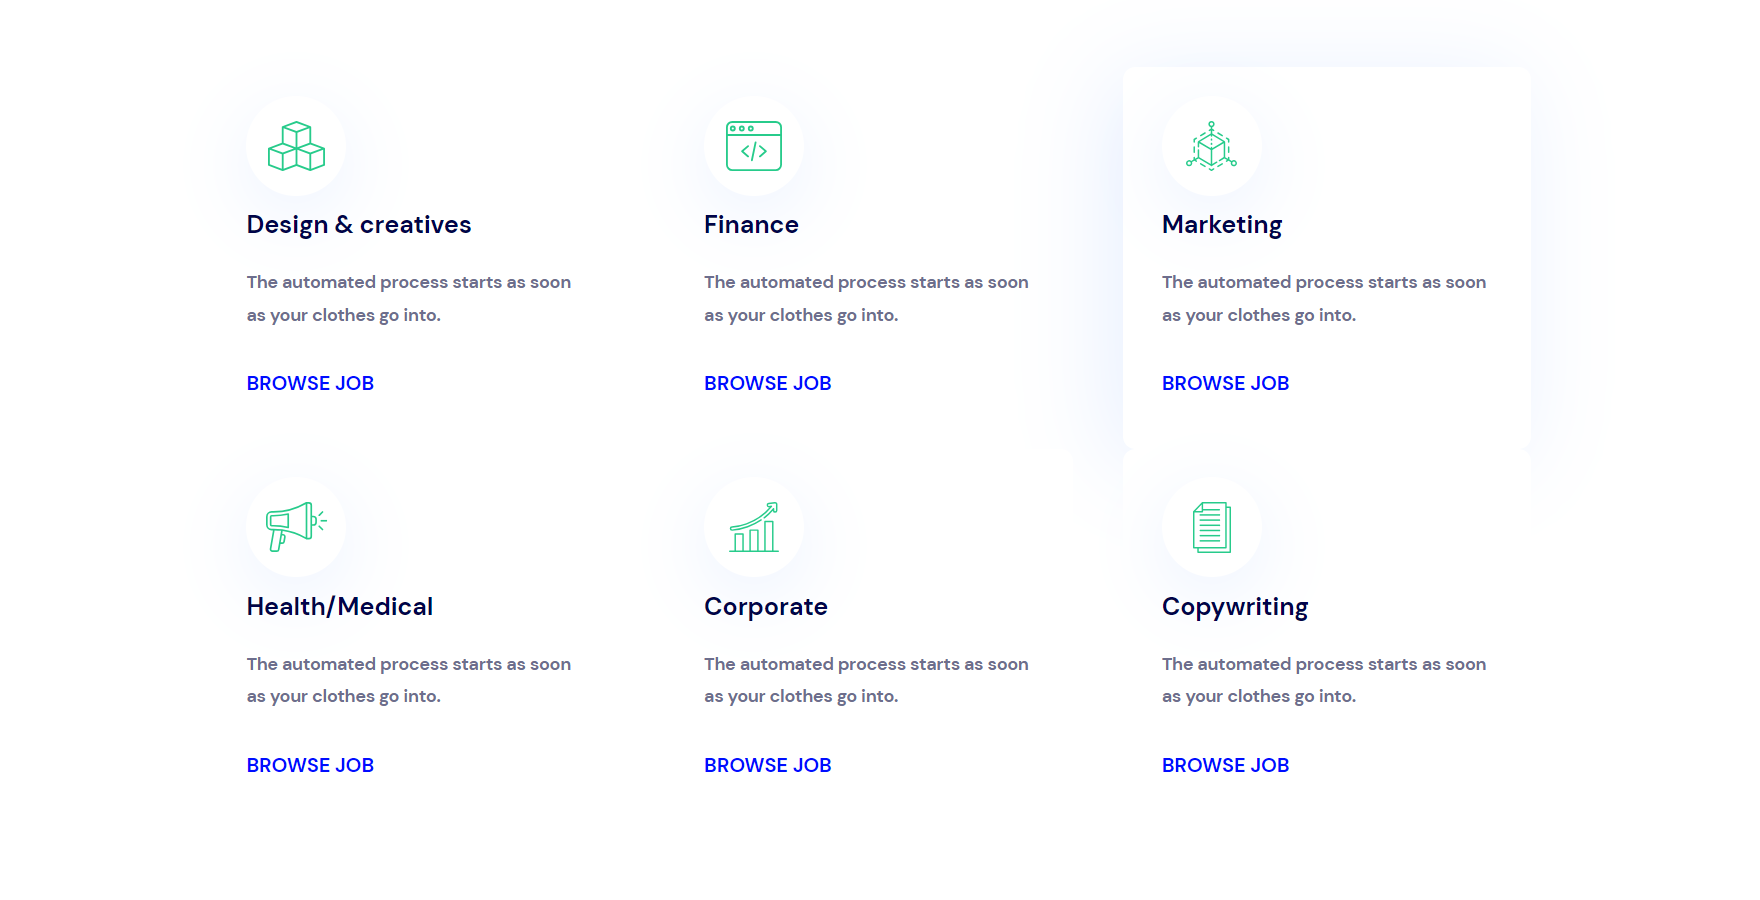 Design & creatives
The automated process starts as soon
as your clothes go into.
BROWSE JOB
Finance
The automated process starts as soon
as your clothes go into.
BROWSE JOB
Marketing
The automated process starts as soon
as your clothes go into.
BROWSE JOB
Health/Medical
The automated process starts as soon
as your clothes go into.
BROWSE JOB
Corporate
The automated process starts as soon
as your clothes go into.
BROWSE JOB
Copywriting
The automated process starts as soon
as your clothes go into.
BROWSE JOB